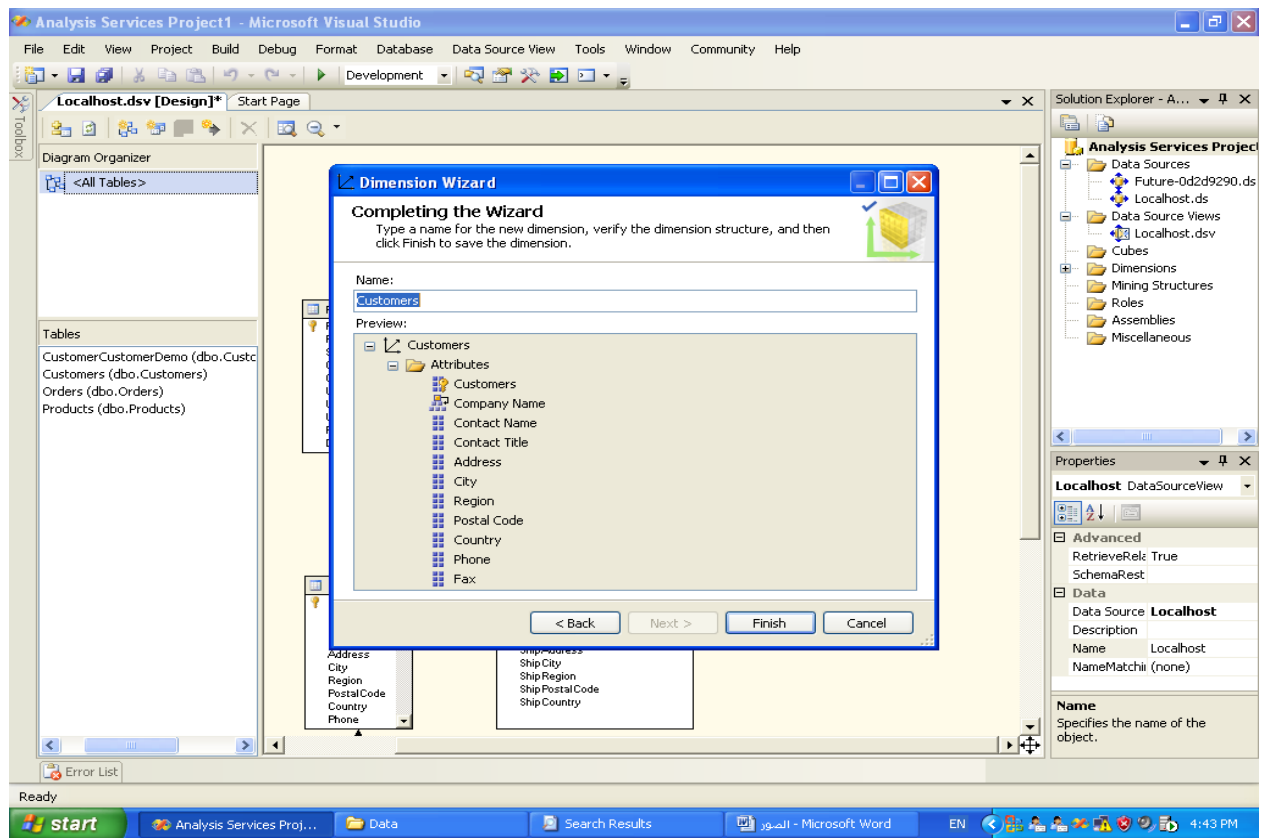 Analysis Services Project1 - Microsoft Visual Studio
File Edit View Project Build Debug Format Database Data Source View Tools Window Community Help
Development
Toolbox
Localhost.dsv [Design]* Start Page
Diagram Organizer
<All Tables>
Tables
CustomerCustomerDemo (dbo.Custc
Customers (dbo.Customers)
Orders (dbo.Orders)
Products (dbo.Products)
Dimension Wizard
Completing the Wizard
Type a name for the new dimension, verify the dimension structure, and then
click Finish to save the dimension.
Name:
Customers
Preview:
Customers
Attributes
Customers
Company Name
Contact Name
Contact Title
Address
City
Region
Postal Code
Country
Phone
Fax
< Back Next > Finish Cancel
Address
City
Region
PostalCode
Country
Phone
ShipAddress
ShipCity
ShipRegion
ShipPostalCode
ShipCountry
Solution Explorer - A...
Analysis Services Project
Data Sources
Future-0d2d9290.ds
Localhost.ds
Data Source Views
Localhost.dsv
Cubes
Dimensions
Mining Structures
Roles
Assemblies
Miscellaneous
Properties
Localhost DataSourceView
Advanced
RetrieveRela True
SchemaRest
Data
Data Source Localhost
Description
Name Localhost
NameMatchi (none)
Name
Specifies the name of the
object.
Error List
Ready
start Analysis Services Proj... Data Search Results الصور - Microsoft Word EN 4:43 PM